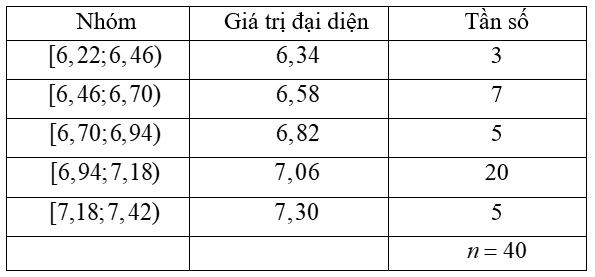 Nhóm Giá trị đại diện Tần số
[6,22;6,46) 6,34 3
[6,46;6,70) 6,58 7
[6,70;6,94) 6,82 5
[6,94;7,18) 7,06 20
[7,18;7,42) 7,30 5
n = 40